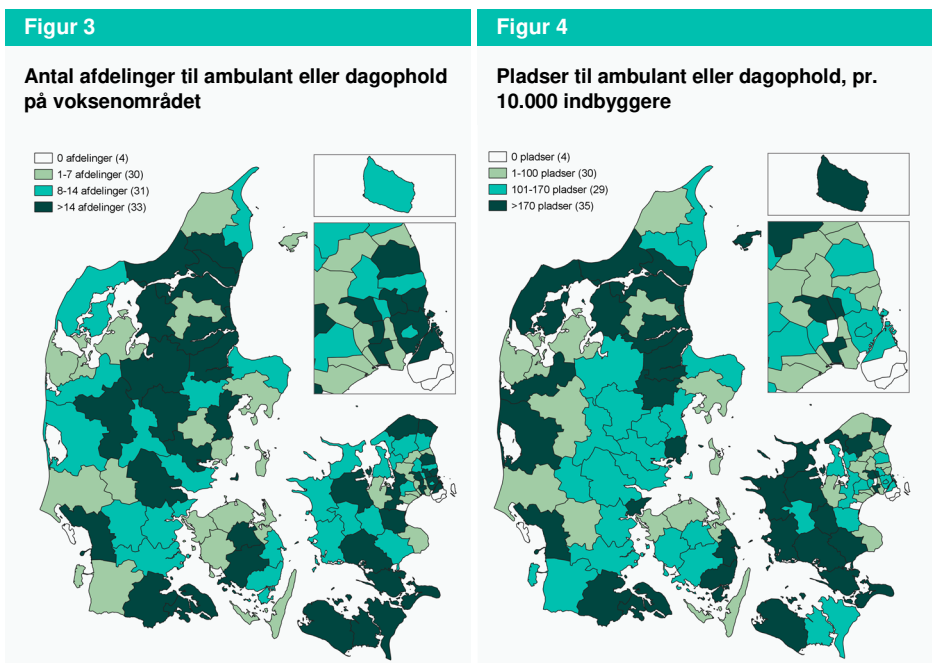 Figur 3
Antal afdelinger til ambulant eller dagophold
på voksenområdet
0 afdelinger (4)
1-7 afdelinger (30)
8-14 afdelinger (31)
>14 afdelinger (33)
Figur 4
Pladser til ambulant eller dagophold, pr.
10.000 indbyggere
0 pladser (4)
1-100 pladser (30)
101-170 pladser (29)
>170 pladser (35)